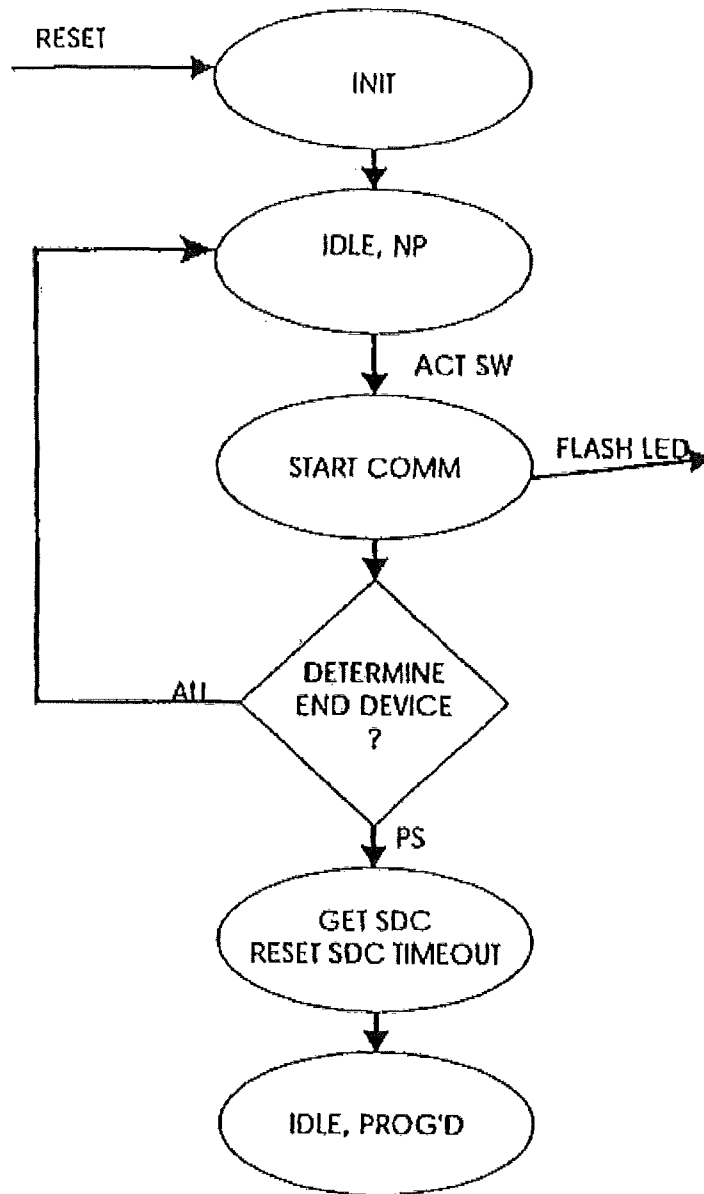 RESET
INIT
IDLE, NP
ACT SW
START COMM
FLASH LED
DETERMINE
END DEVICE
?
PS
GET SDC
RESET SDC TIMEOUT
IDLE, PROG'D